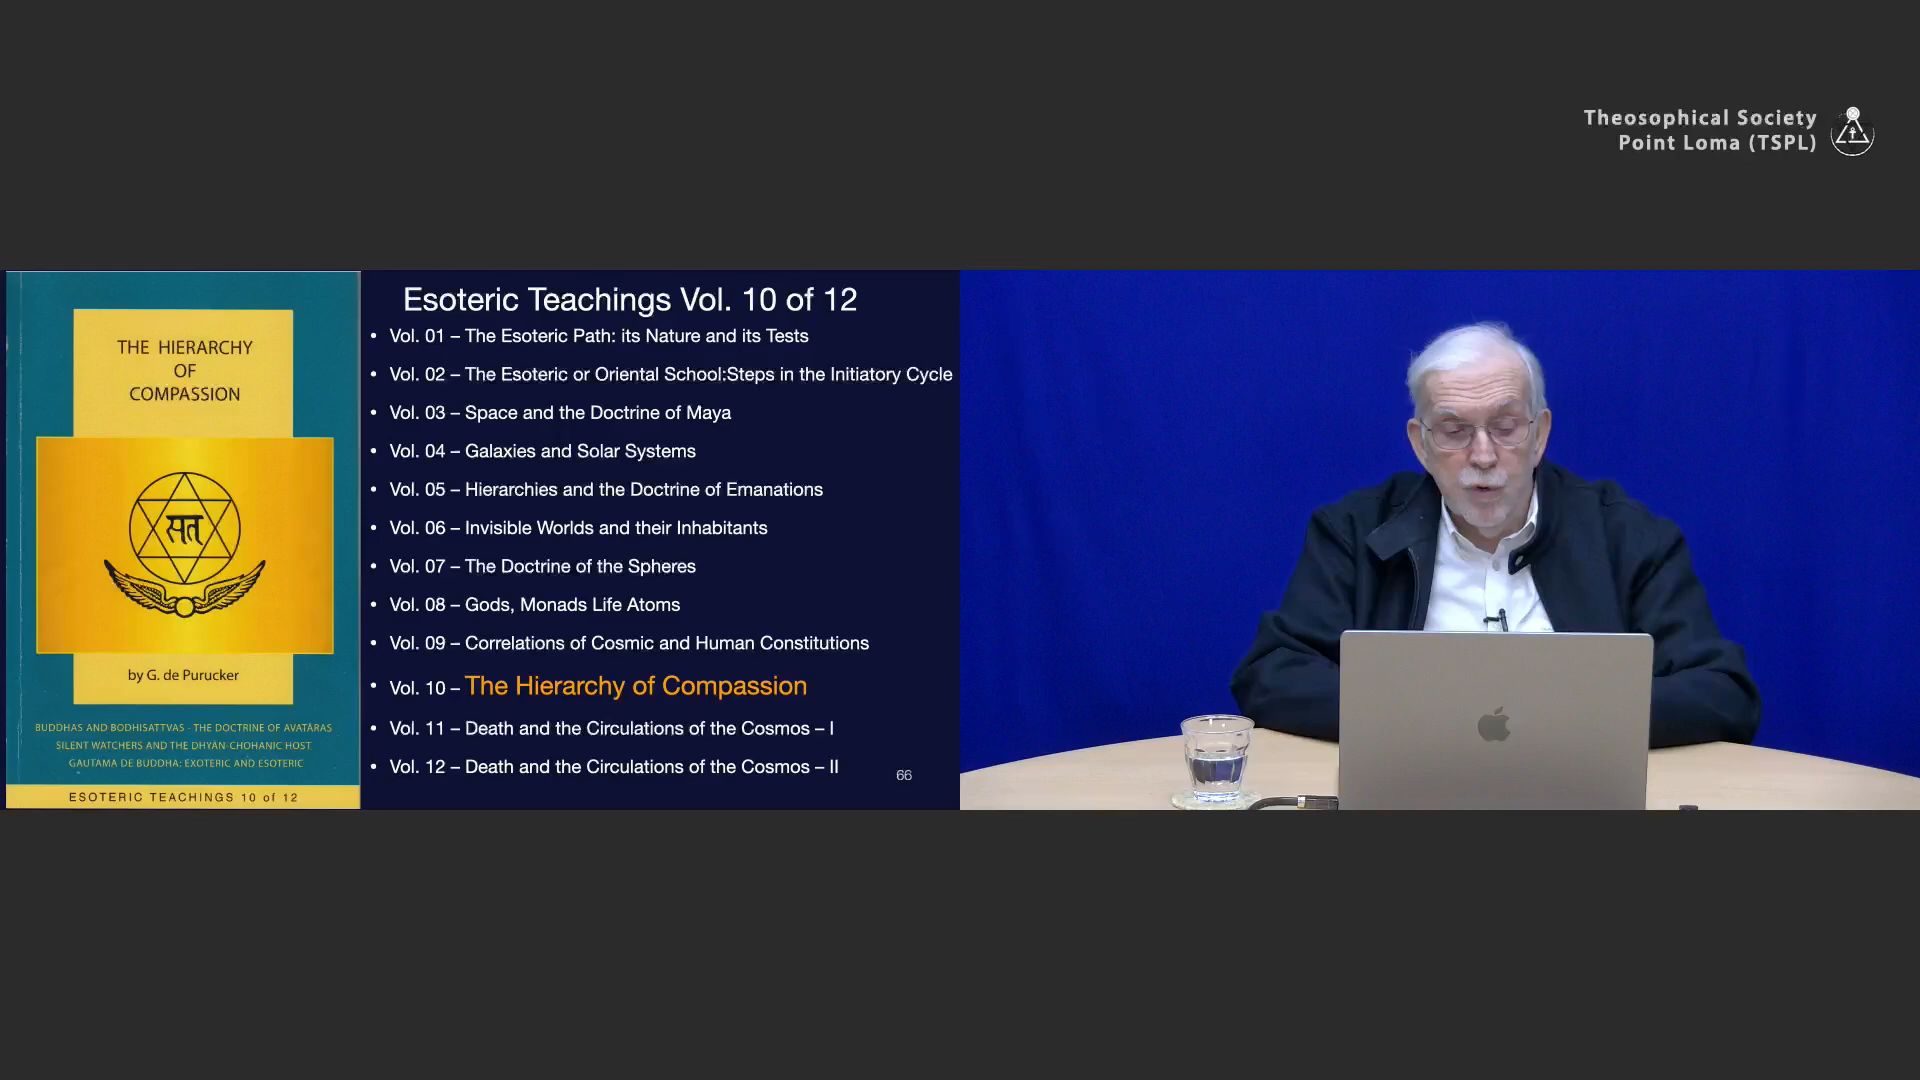 Theosophical Society
Point Loma (TSPL)
THE HIERARCHY
OF
COMPASSION
सत
by G. de Purucker
BUDDHAS AND BODHISATTVAS - THE DOCTRINE OF AVATĀRAS
SILENT WATCHERS AND THE DHYĀN-CHOHANIC HOST
GAUTAMA DE BUDDHA: EXOTERIC AND ESOTERIC
ESOTERIC TEACHINGS 10 of 12
Esoteric Teachings Vol. 10 of 12
• Vol. 01 – The Esoteric Path: its Nature and its Tests
• Vol. 02 – The Esoteric or Oriental School:Steps in the Initiatory Cycle
• Vol. 03 – Space and the Doctrine of Maya
• Vol. 04 – Galaxies and Solar Systems
• Vol. 05 – Hierarchies and the Doctrine of Emanations
• Vol. 06 – Invisible Worlds and their Inhabitants
• Vol. 07 – The Doctrine of the Spheres
• Vol. 08 – Gods, Monads Life Atoms
• Vol. 09 – Correlations of Cosmic and Human Constitutions
• Vol. 10 – The Hierarchy of Compassion
• Vol. 11 – Death and the Circulations of the Cosmos – I
• Vol. 12 – Death and the Circulations of the Cosmos – II
66